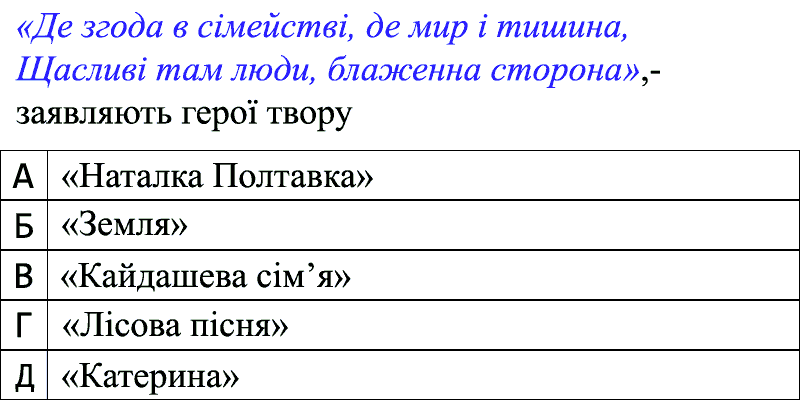 «Де згода в сімействі, де мир і тишина,
Щасливі там люди, блаженна сторона»,-
заявляють герої твору
А «Наталка Полтавка»
Б «Земля»
В «Кайдашева сім’я»
Г «Лісова пісня»
Д «Катерина»